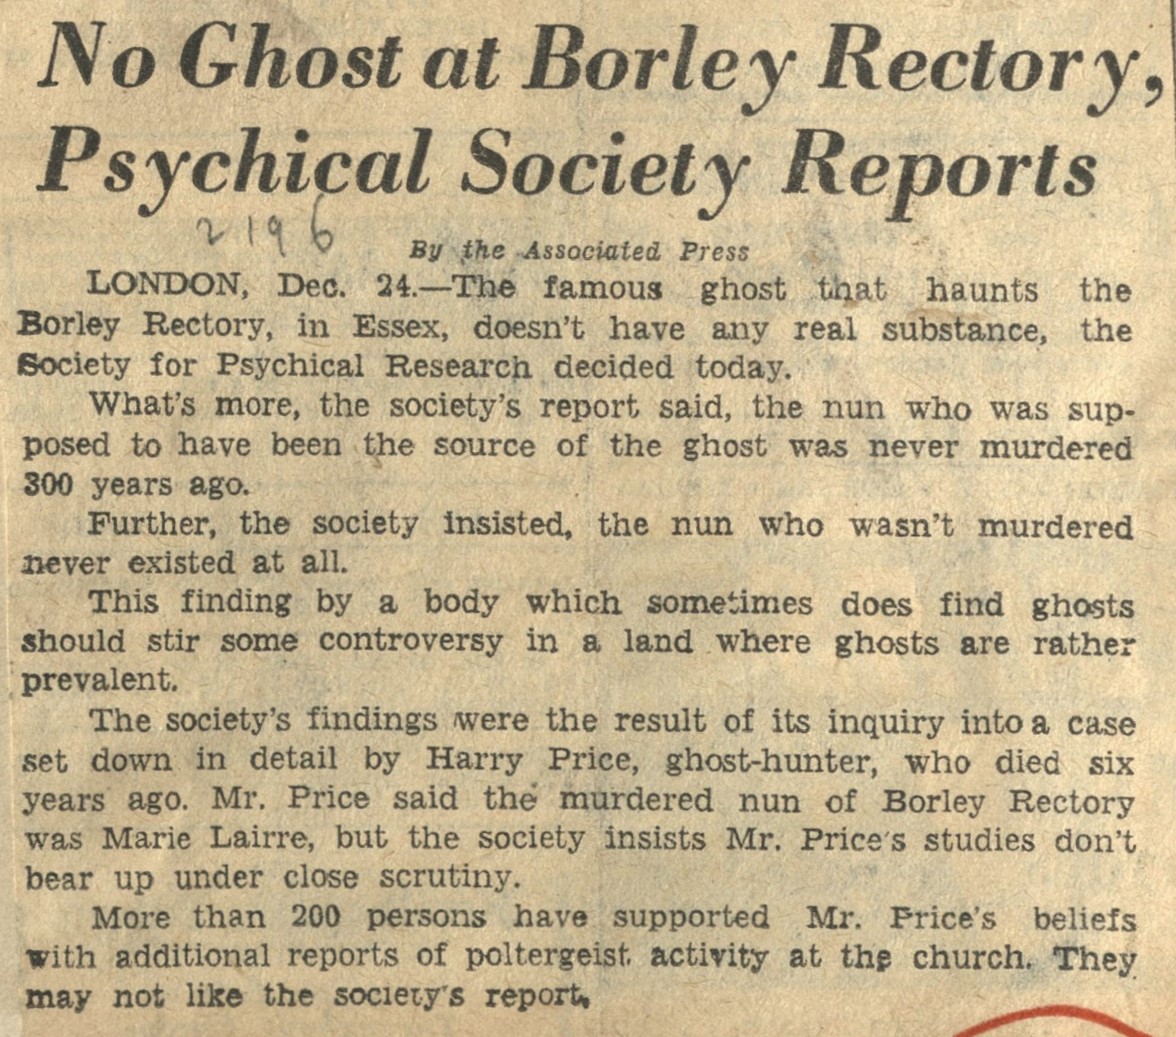 No Ghost at Borley Rectory,
Psychical Society Reports
2196
By the Associated Press
LONDON, Dec. 24.—The famous ghost that haunts the
Borley Rectory, in Essex, doesn't have any real substance, the
Society for Psychical Research decided today.
What's more, the society's report said, the nun who was sup-
posed to have been the source of the ghost was never murdered
300 years ago.
Further, the society insisted, the nun who wasn't murdered
never existed at all.
This finding by a body which sometimes does find ghosts
should stir some controversy in a land where ghosts are rather
prevalent.
The society's findings were the result of its inquiry into a case
set down in detail by Harry Price, ghost-hunter, who died six
years ago. Mr. Price said the murdered nun of Borley Rectory
was Marie Lairre, but the society insists Mr. Price's studies don't
bear up under close scrutiny.
More than 200 persons have supported Mr. Price's beliefs
with additional reports of poltergeist activity at the church. They
may not like the society's report.